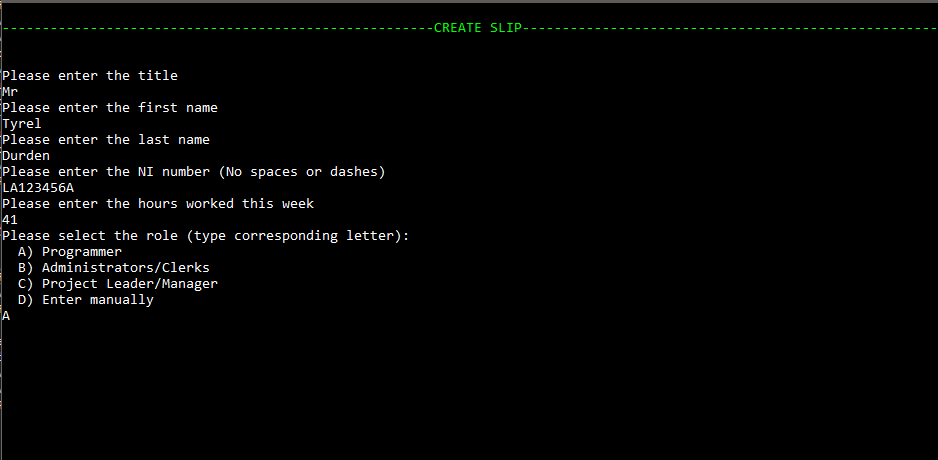 ------------------------------------------------------CREATE SLIP----------------------------------------------------
Please enter the title
Mr
Please enter the first name
Tyrel
Please enter the last name
Durden
Please enter the NI number (No spaces or dashes)
LA123456A
Please enter the hours worked this week
41
Please select the role (type corresponding letter):
  A) Programmer
  B) Administrators/Clerks
  C) Project Leader/Manager
  D) Enter manually
A